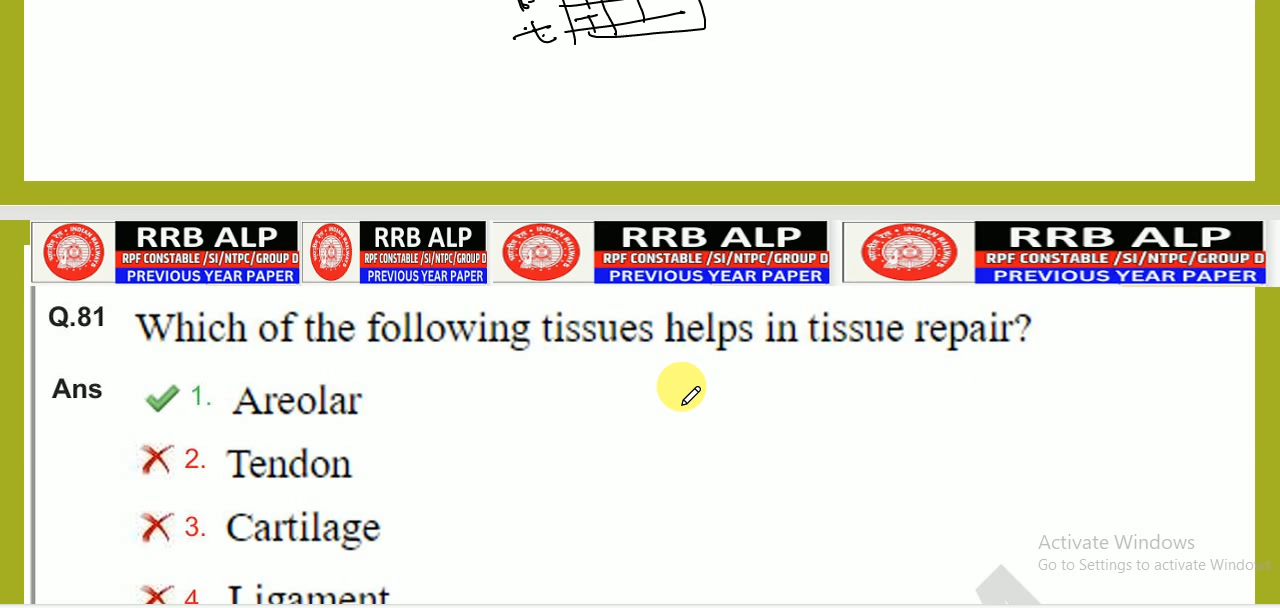 RRB ALP RRB ALP RRB ALP RRB ALP
RPF CONSTABLE /SI/NTPC/GROUP D RPF CONSTABLE /SI/NTPC/GROUP D RPF CONSTABLE /SI/NTPC/GROUP D RPF CONSTABLE /SI/NTPC/GROUP D
PREVIOUS YEAR PAPER PREVIOUS YEAR PAPER PREVIOUS YEAR PAPER PREVIOUS YEAR PAPER
Q.81 Which of the following tissues helps in tissue repair?
Ans 1. Areolar
2. Tendon
3. Cartilage
4. Ligament
Activate Windows
Go to Settings to activate Windows